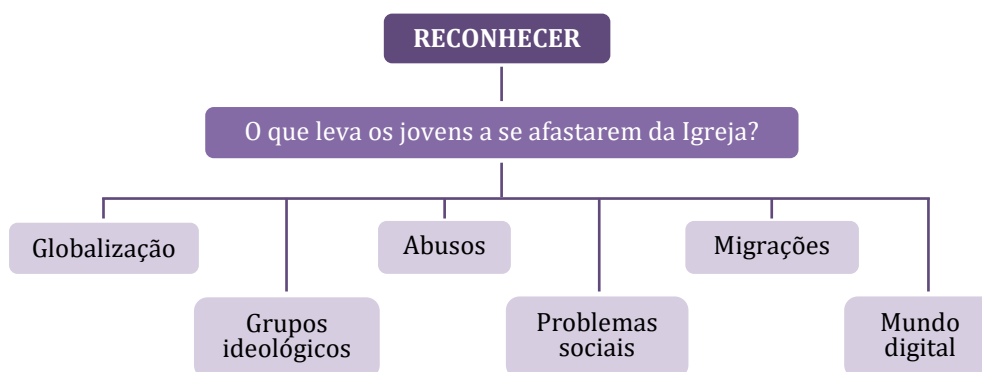 RECONHECER
O que leva os jovens a se afastarem da Igreja?
Globalização
Abusos
Migrações
Grupos
ideológicos
Problemas
sociais
Mundo
digital